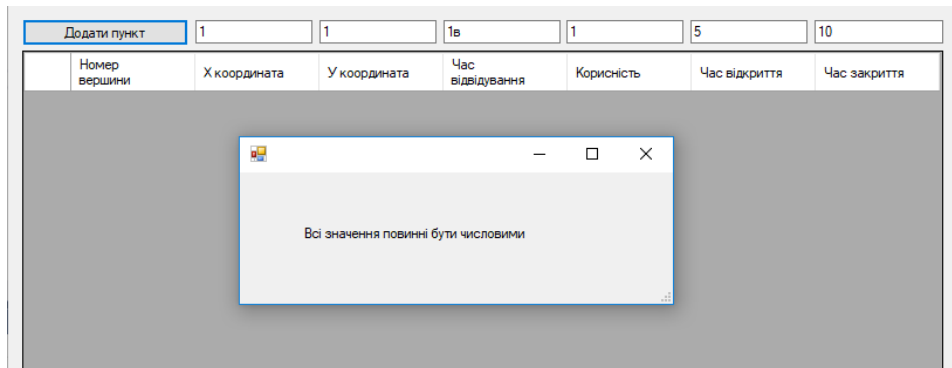 Додати пункт 1 1 1в 1 5 10
Номер вершини X координата У координата Час відвідування Корисність Час відкриття Час закриття
Всі значення повинні бути числовими